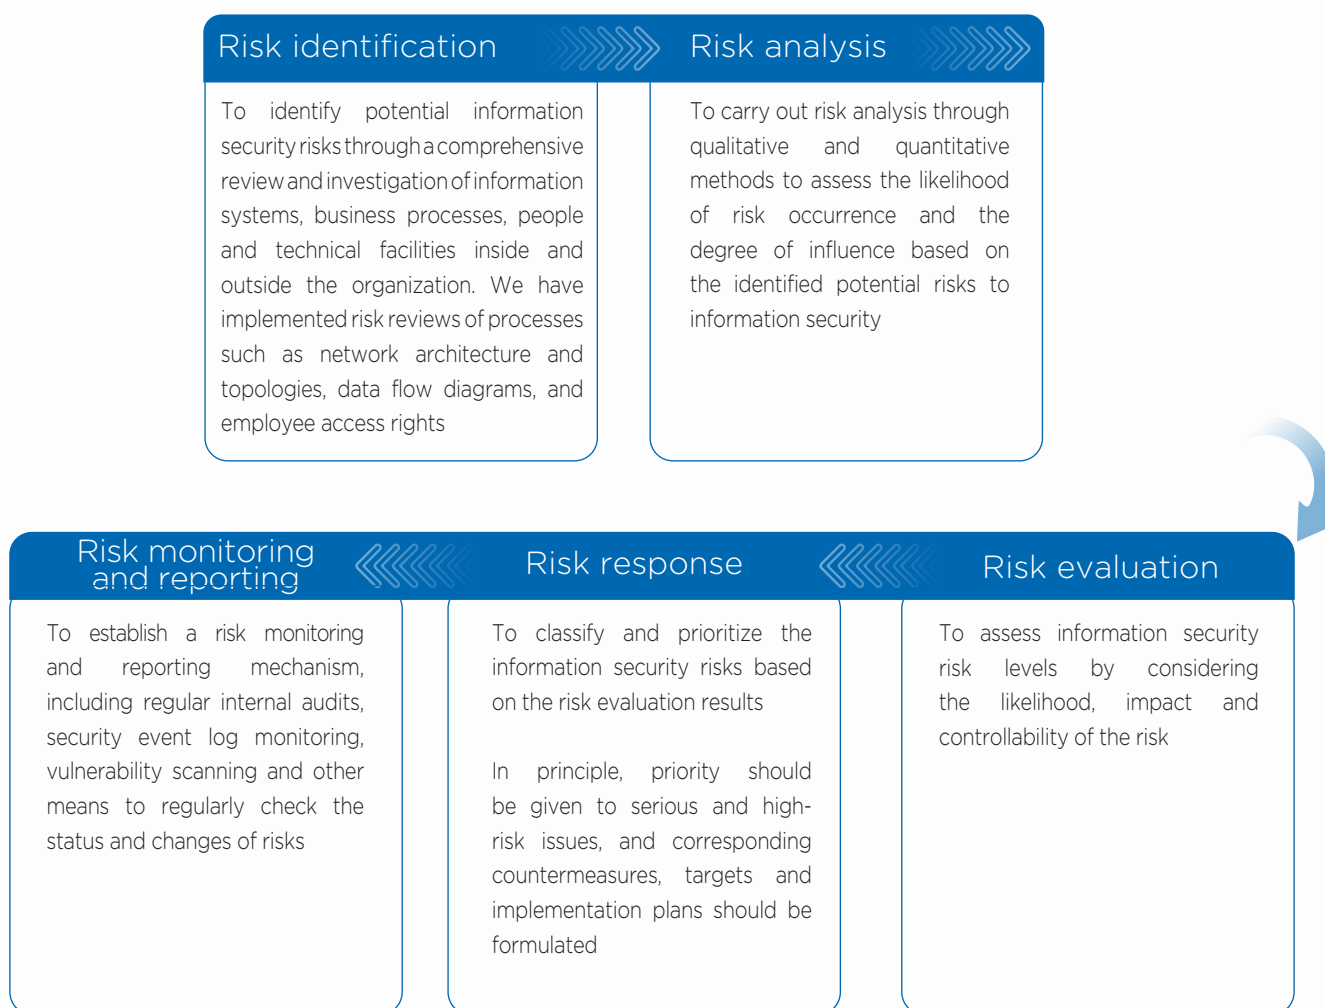 Risk identification
To identify potential information
security risks through a comprehensive
review and investigation of information
systems, business processes, people
and technical facilities inside and
outside the organization. We have
implemented risk reviews of processes
such as network architecture and
topologies, data flow diagrams, and
employee access rights
Risk analysis
To carry out risk analysis through
qualitative and quantitative
methods to assess the likelihood
of risk occurrence and the
degree of influence based on
the identified potential risks to
information security
Risk evaluation
To assess information security
risk levels by considering
the likelihood, impact and
controllability of the risk
Risk response
To classify and prioritize the
information security risks based
on the risk evaluation results
In principle, priority should
be given to serious and high-
risk issues, and corresponding
countermeasures, targets and
implementation plans should be
formulated
Risk monitoring
and reporting
To establish a risk monitoring
and reporting mechanism,
including regular internal audits,
security event log monitoring,
vulnerability scanning and other
means to regularly check the
status and changes of risks